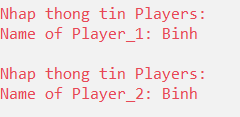 Nhap thong tin Players:
Name of Player_1: Binh
Nhap thong tin Players:
Name of Player_2: Binh